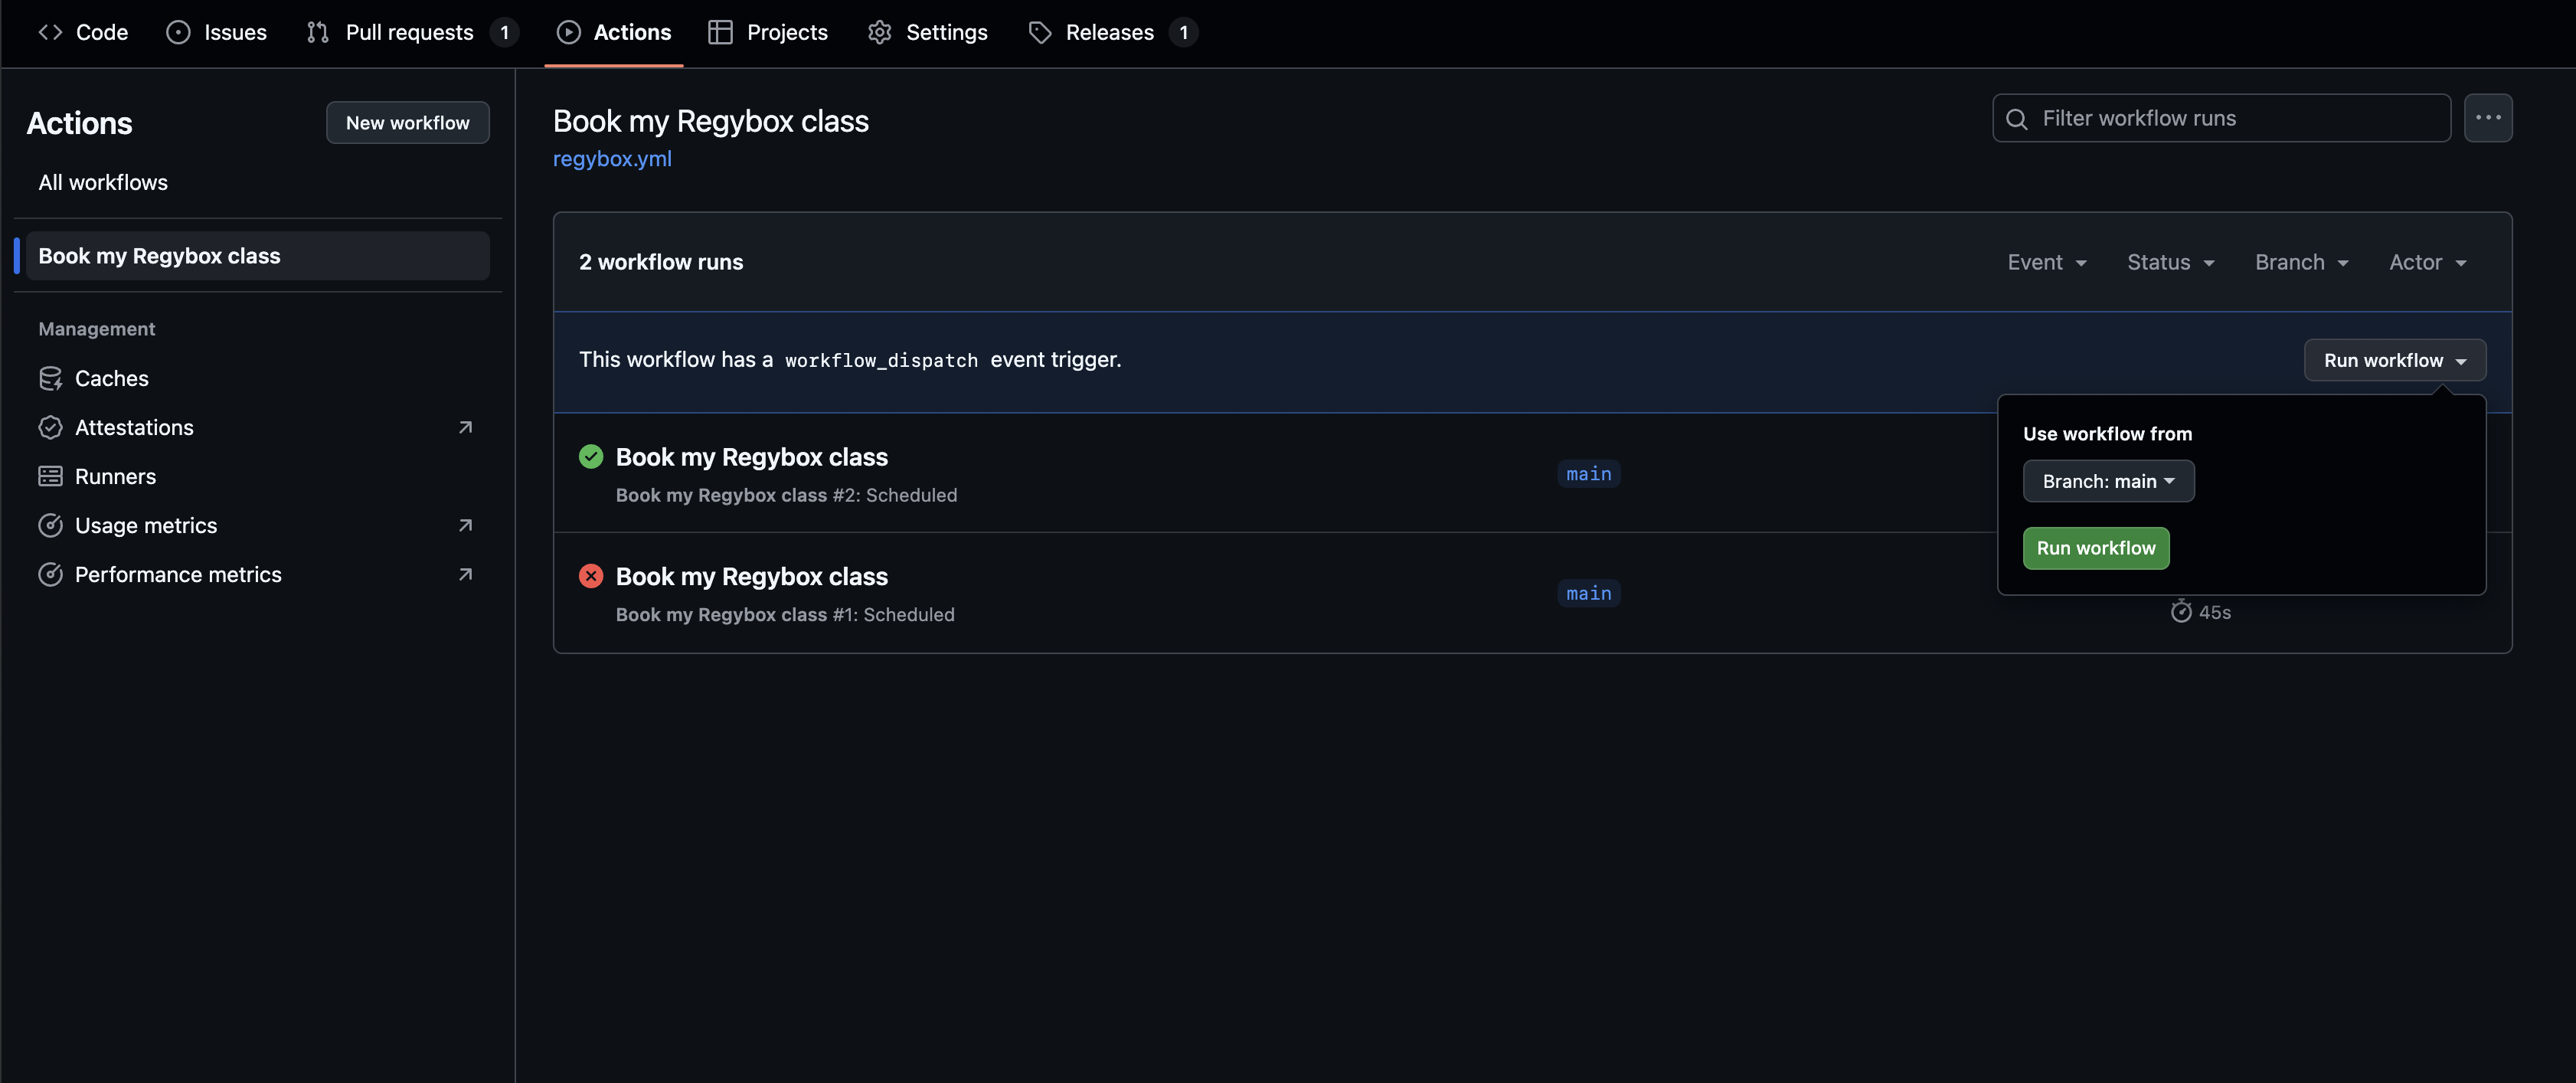 Code Issues Pull requests 1 Actions Projects Settings Releases 1
Actions
New workflow
All workflows
Book my Regybox class
Management
Caches
Attestations
Runners
Usage metrics
Performance metrics
Book my Regybox class
regybox.yml
Filter workflow runs
2 workflow runs
Event Status Branch Actor
This workflow has a workflow_dispatch event trigger.
Run workflow
Use workflow from
Branch: main
Run workflow
Book my Regybox class
Book my Regybox class #2: Scheduled
main
Book my Regybox class
Book my Regybox class #1: Scheduled
main
45s